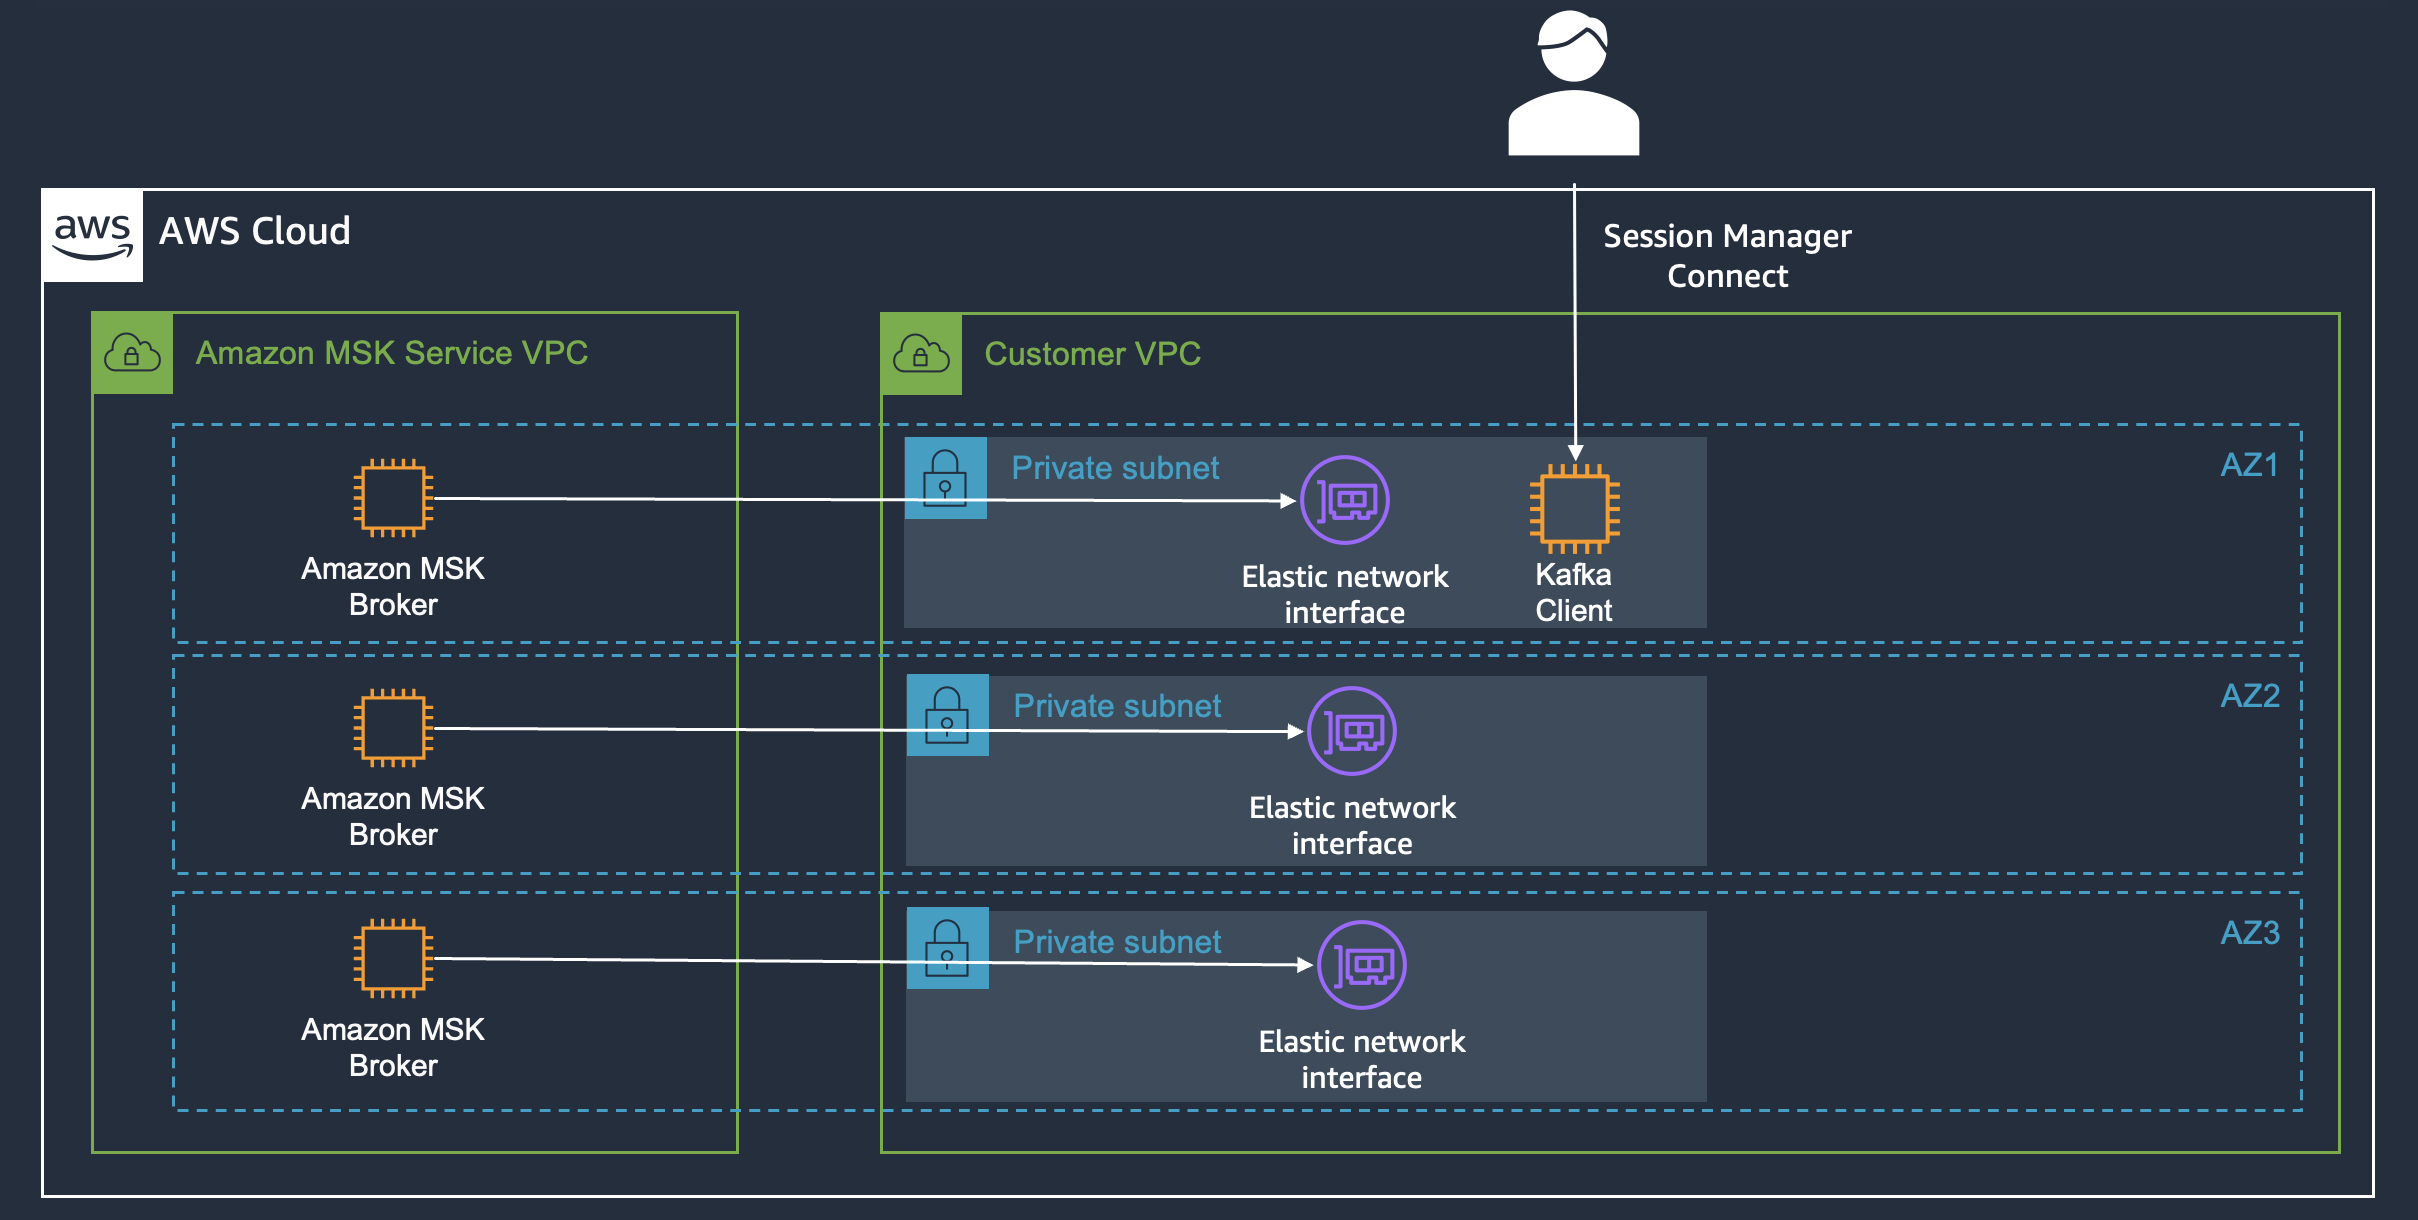 aws
AWS Cloud
Session Manager
Connect
Amazon MSK Service VPC
Customer VPC
Private subnet
AZ1
Amazon MSK
Broker
Elastic network
interface
Kafka
Client
Private subnet
AZ2
Amazon MSK
Broker
Elastic network
interface
Private subnet
AZ3
Amazon MSK
Broker
Elastic network
interface